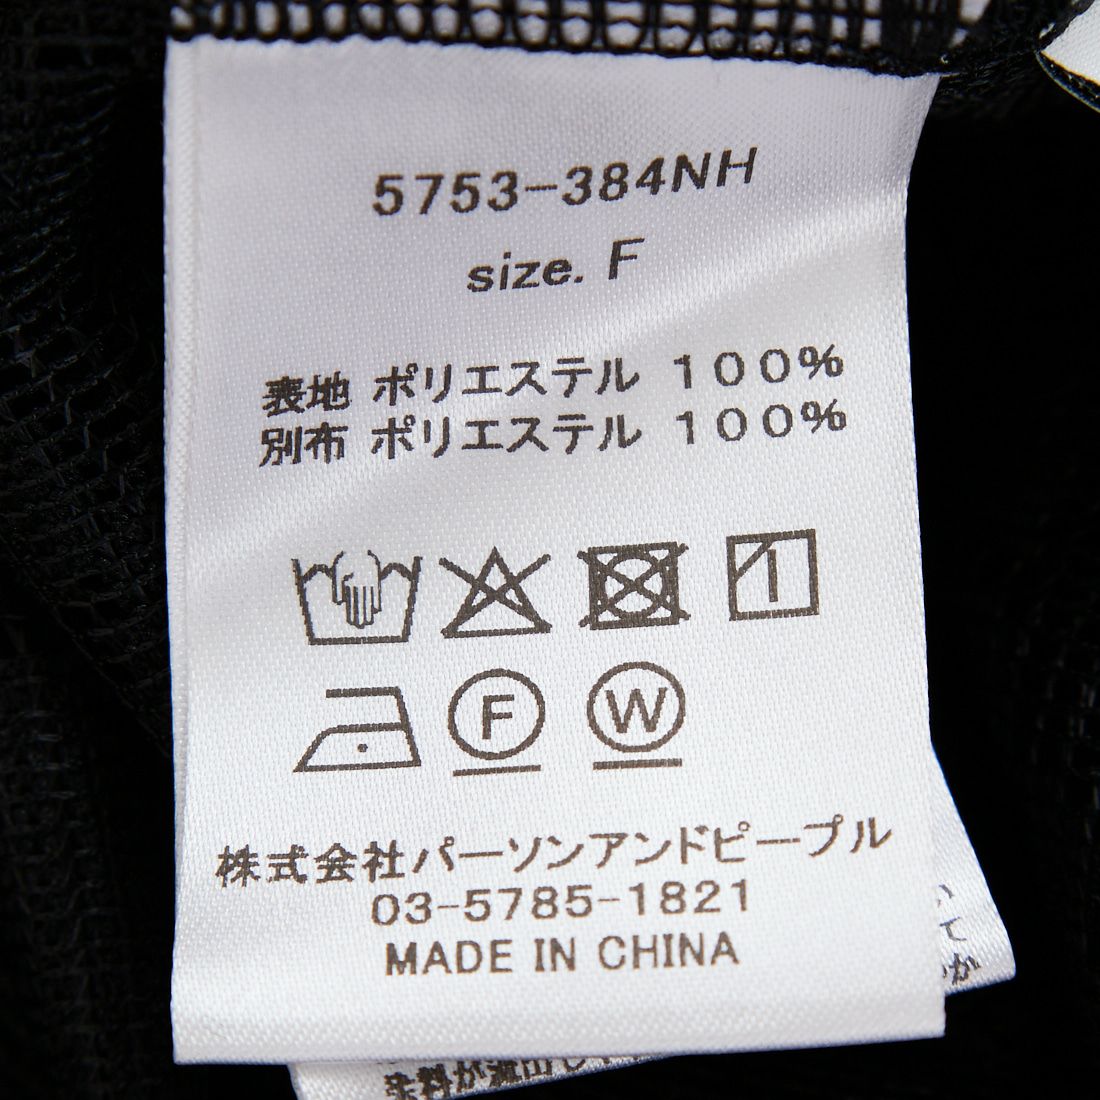 5753-384NH
size. F
表地 ポリエステル 100%
別布 ポリエステル 100%
F W
株式会社パーソンアンドピープル
03-5785-1821
MADE IN CHINA